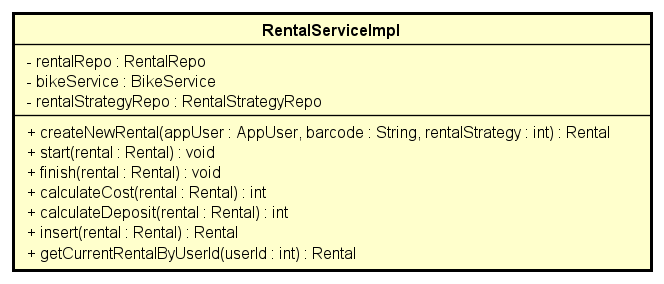 RentalServiceImpl
- rentalRepo : RentalRepo
- bikeService : BikeService
- rentalStrategyRepo : RentalStrategyRepo
+ createNewRental(appUser : AppUser, barcode : String, rentalStrategy : int) : Rental
+ start(rental : Rental) : void
+ finish(rental : Rental) : void
+ calculateCost(rental : Rental) : int
+ calculateDeposit(rental : Rental) : int
+ insert(rental : Rental) : Rental
+ getCurrentRentalByUserId(userId : int) : Rental